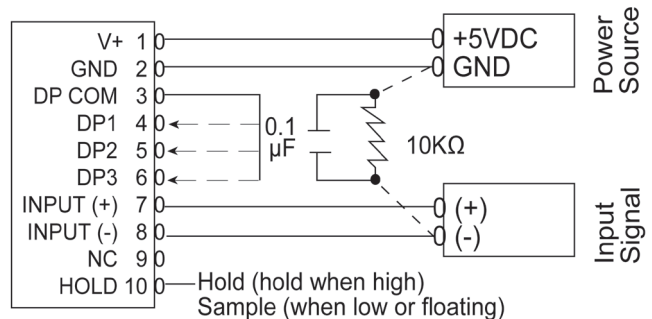 V+ 1
GND 2
DP COM 3
DP1 4
DP2 5
DP3 6
INPUT (+) 7
INPUT (-) 8
NC 9
HOLD 10
0.1
µF
10KΩ
+5VDC
GND
Power
Source
(+)
(-)
Input
Signal
Hold (hold when high)
Sample (when low or floating)